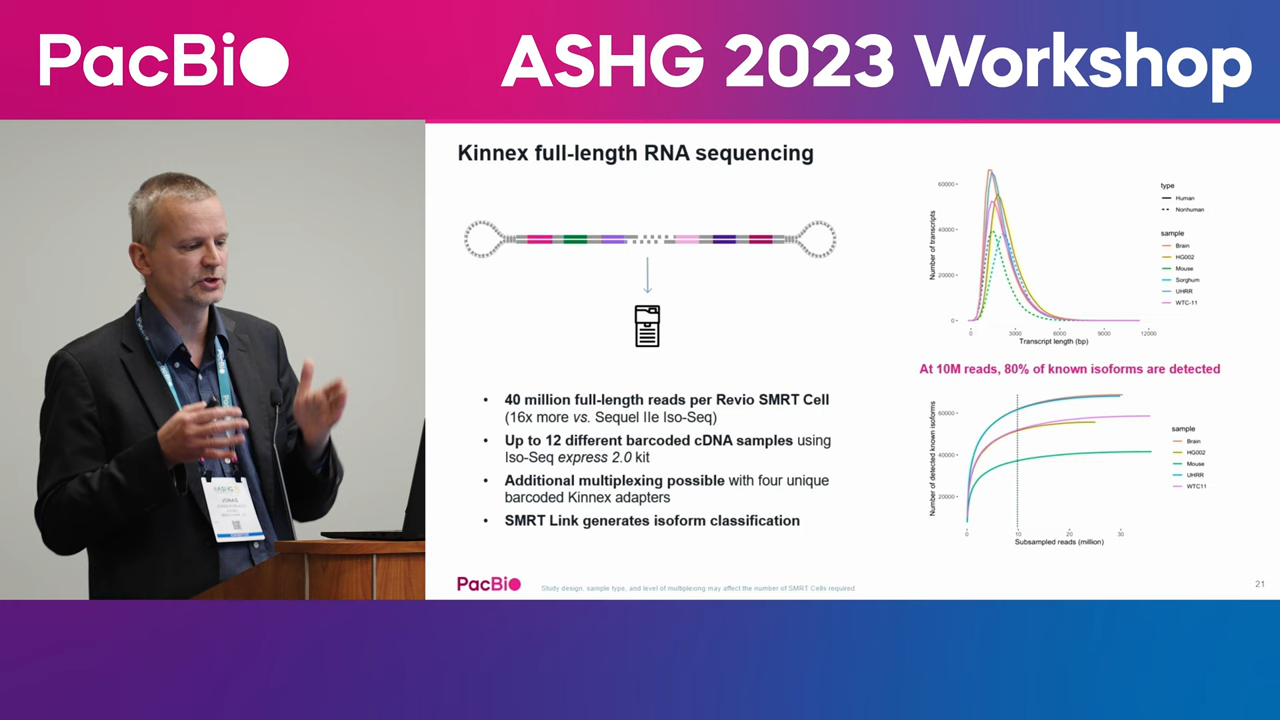 PacBio
ASHG 2023 Workshop
Kinnex full-length RNA sequencing
• 40 million full-length reads per Revio SMRT Cell
(16x more vs. Sequel IIe Iso-Seq)
• Up to 12 different barcoded cDNA samples using
Iso-Seq express 2.0 kit
• Additional multiplexing possible with four unique
barcoded Kinnex adapters
• SMRT Link generates isoform classification
Number of transcripts
60000
40000
20000
0
0 3000 6000 9000 12000
Transcript length (bp)
type
Human
Nonhuman
sample
Brain
HG002
Mouse
Sorghum
UHRR
WTC-11
At 10M reads, 80% of known isoforms are detected
Number of detected known isoforms
60000
40000
20000
0 10 20 30
Subsampled reads (million)
sample
Brain
HG002
Mouse
UHRR
WTC11
PacBio
Study design, sample type, and level of multiplexing may affect the number of SMRT Cells required
21
ASHG
JONAS